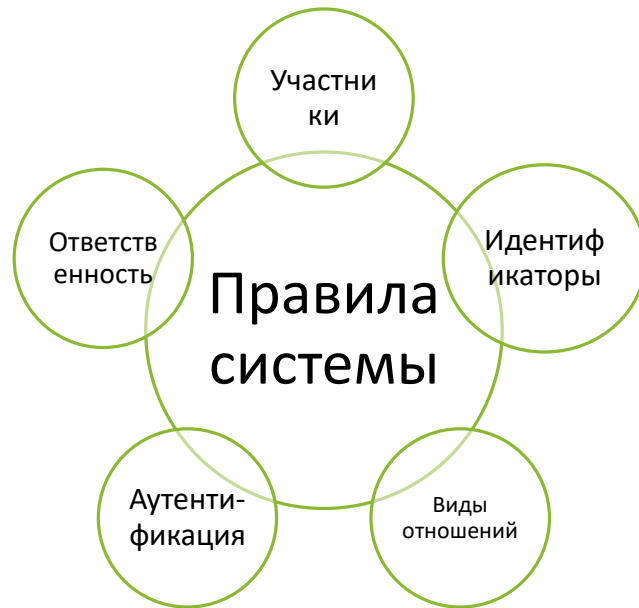 Участни
ки
Ответств
енность
Идентиф
икаторы
Правила
системы
Аутенти-
фикация
Виды
отношений